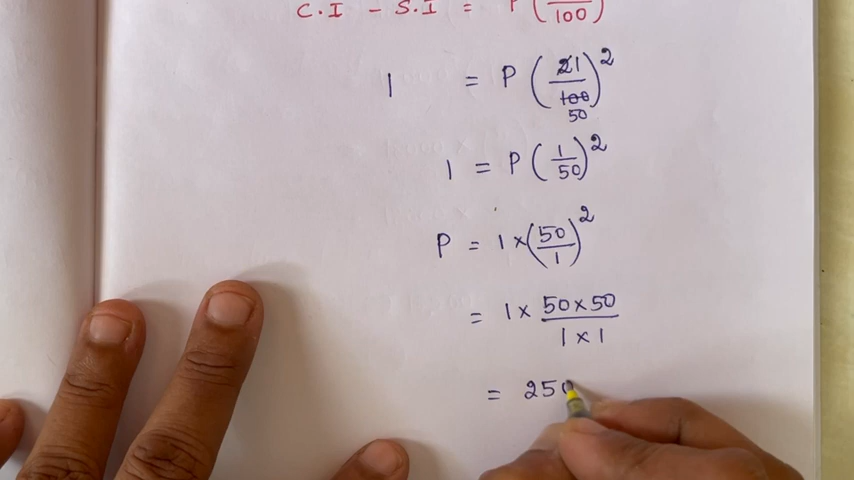 C.I - S.I = P ( /100)
1 = P (21/100 50)²
1 = P (1/50)²
P = 1 × (50/1)²
= 1 × 50 × 50 / 1 × 1
= 250